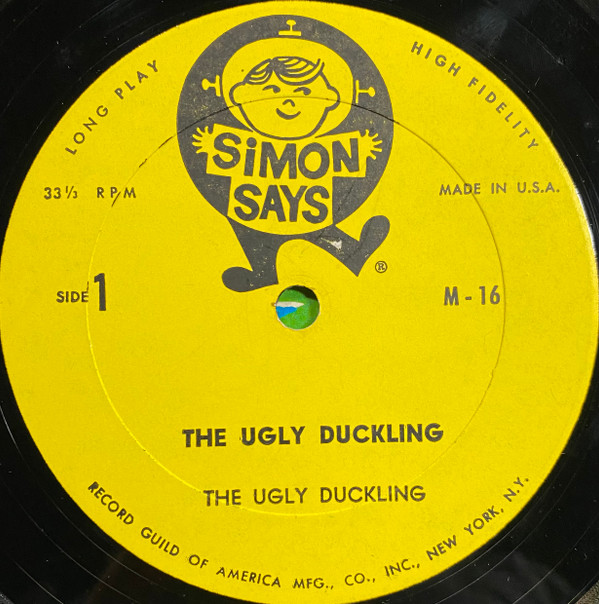 LONG PLAY
HIGH FIDELITY
SiMON
SAYS
®
33⅓ RPM
MADE IN U.S.A.
SIDE 1
M-16
THE UGLY DUCKLING
THE UGLY DUCKLING
RECORD GUILD OF AMERICA MFG., CO., INC., NEW YORK, N.Y.